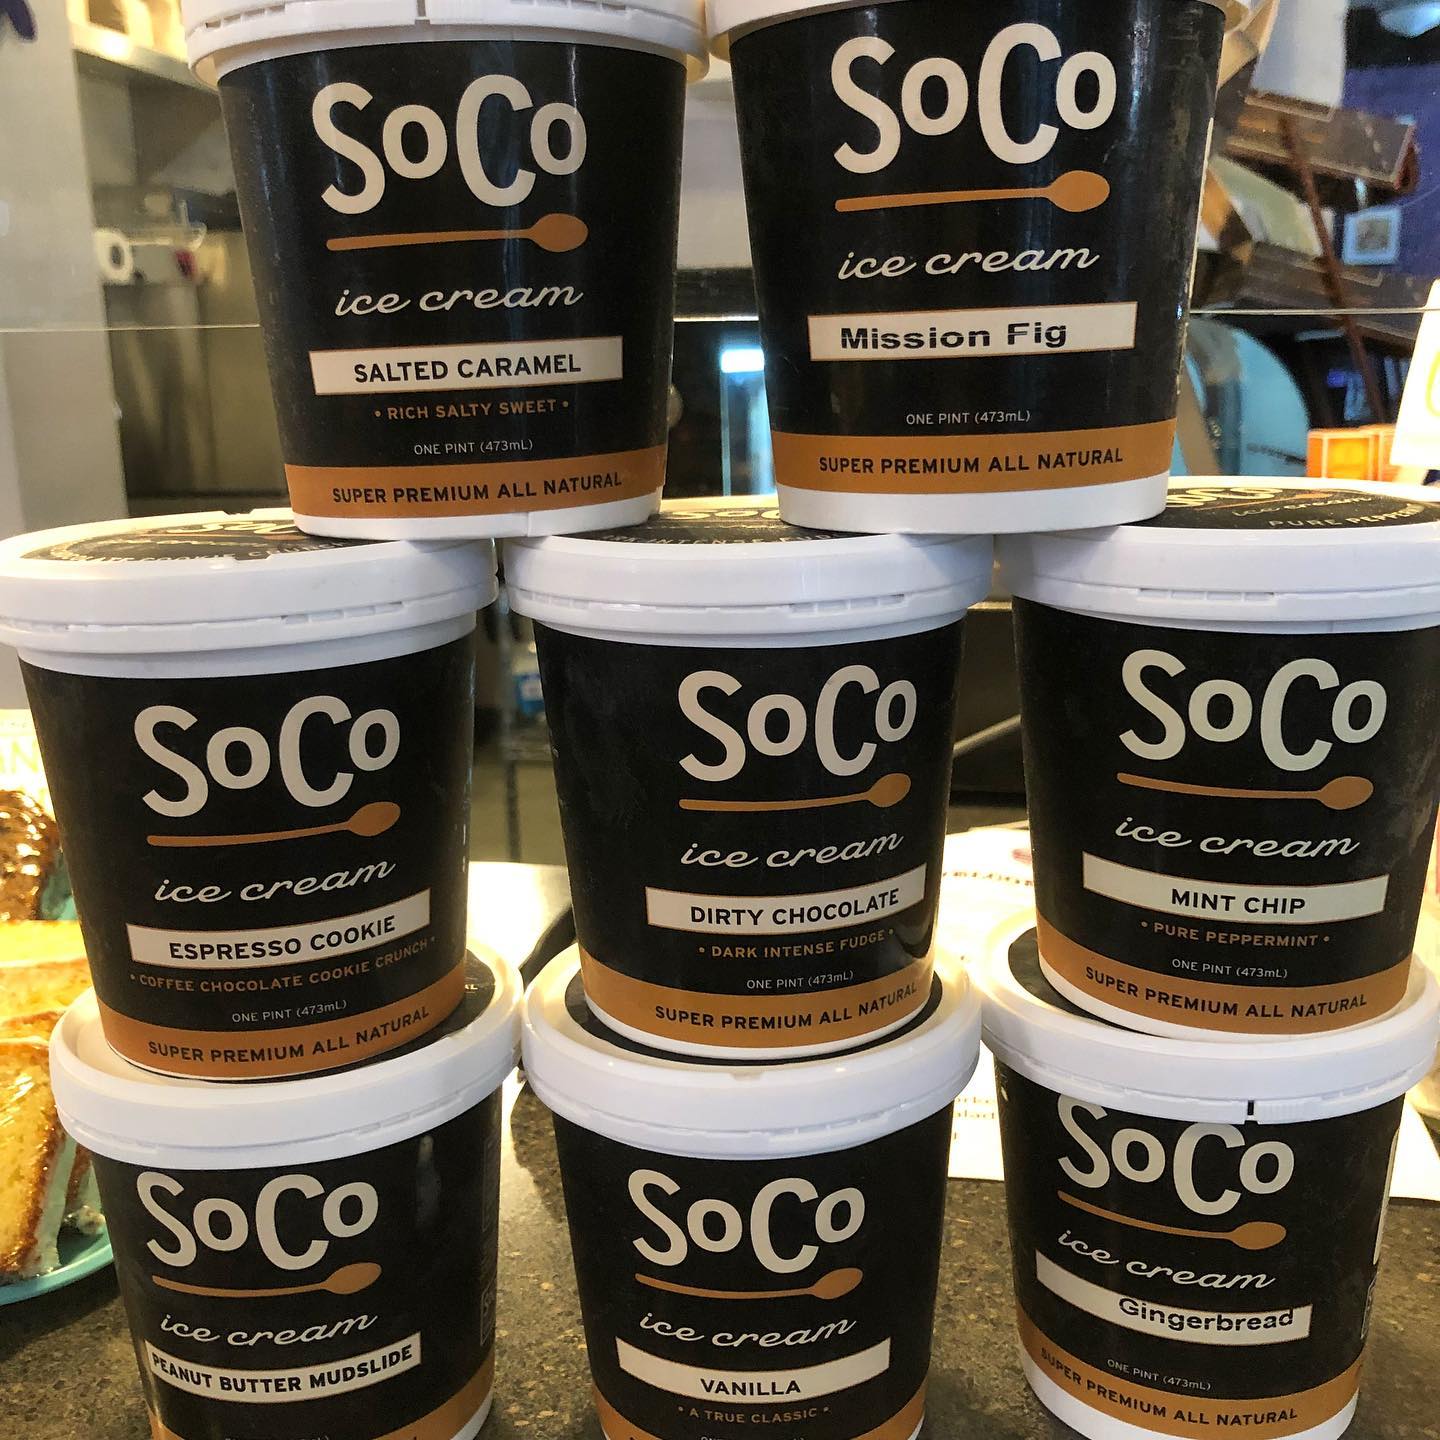 SoCo
ice cream
SALTED CARAMEL
• RICH SALTY SWEET •
ONE PINT (473mL)
SUPER PREMIUM ALL NATURAL
SoCo
ice cream
Mission Fig
ONE PINT (473mL)
SUPER PREMIUM ALL NATURAL
SoCo
ice cream
ESPRESSO COOKIE
• COFFEE CHOCOLATE COOKIE CRUNCH •
ONE PINT (473mL)
SUPER PREMIUM ALL NATURAL
SoCo
ice cream
DIRTY CHOCOLATE
• DARK INTENSE FUDGE •
ONE PINT (473mL)
SUPER PREMIUM ALL NATURAL
PURE
SoCo
ice cream
MINT CHIP
• PURE PEPPERMINT •
ONE PINT (473mL)
SUPER PREMIUM ALL NATURAL
SoCo
ice cream
PEANUT BUTTER MUDSLIDE
SoCo
ice cream
VANILLA
• A TRUE CLASSIC •
SoCo
ice cream
Gingerbread
ONE PINT (473mL)
SUPER PREMIUM ALL NATURAL